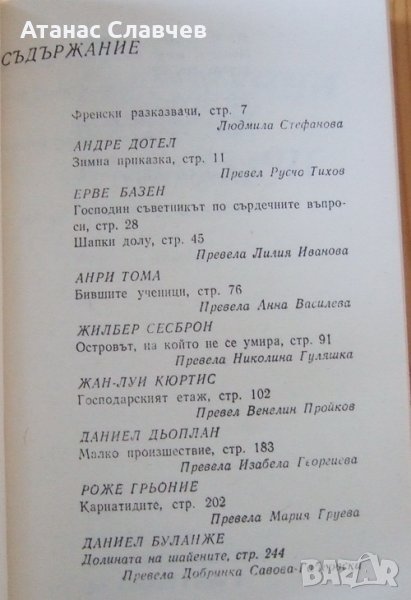 Атанас Славчев
СЪДЪРЖАНИЕ
Френски разказвачи, стр. 7
Людмила Стефанова
АНДРЕ ДОТЕЛ
Зимна приказка, стр. 11
Превел Русчо Тихов
ЕРВЕ БАЗЕН
Господин съветникът по сърдечните въпро-
си, стр. 28
Шапки долу, стр. 45
Превела Лилия Иванова
АНРИ ТОМА
Бившите ученици, стр. 76
Превела Анна Василева
ЖИЛБЕР СЕСБРОН
Островът, на който не се умира, стр. 91
Превела Николина Гуляшка
ЖАН-ЛУИ КЮРТИС
Господарският етаж, стр. 102
Превел Венелин Пройков
ДАНИЕЛ ДЬОПЛАН
Малко произшествие, стр. 183
Превела Изабела Георгиева
РОЖЕ ГРЬОНИЕ
Кариатидите, стр. 202
Превела Мария Груева
ДАНИЕЛ БУЛАНЖЕ
Долината на шайените, стр. 244
Превела Добринка Савова
BAZAR